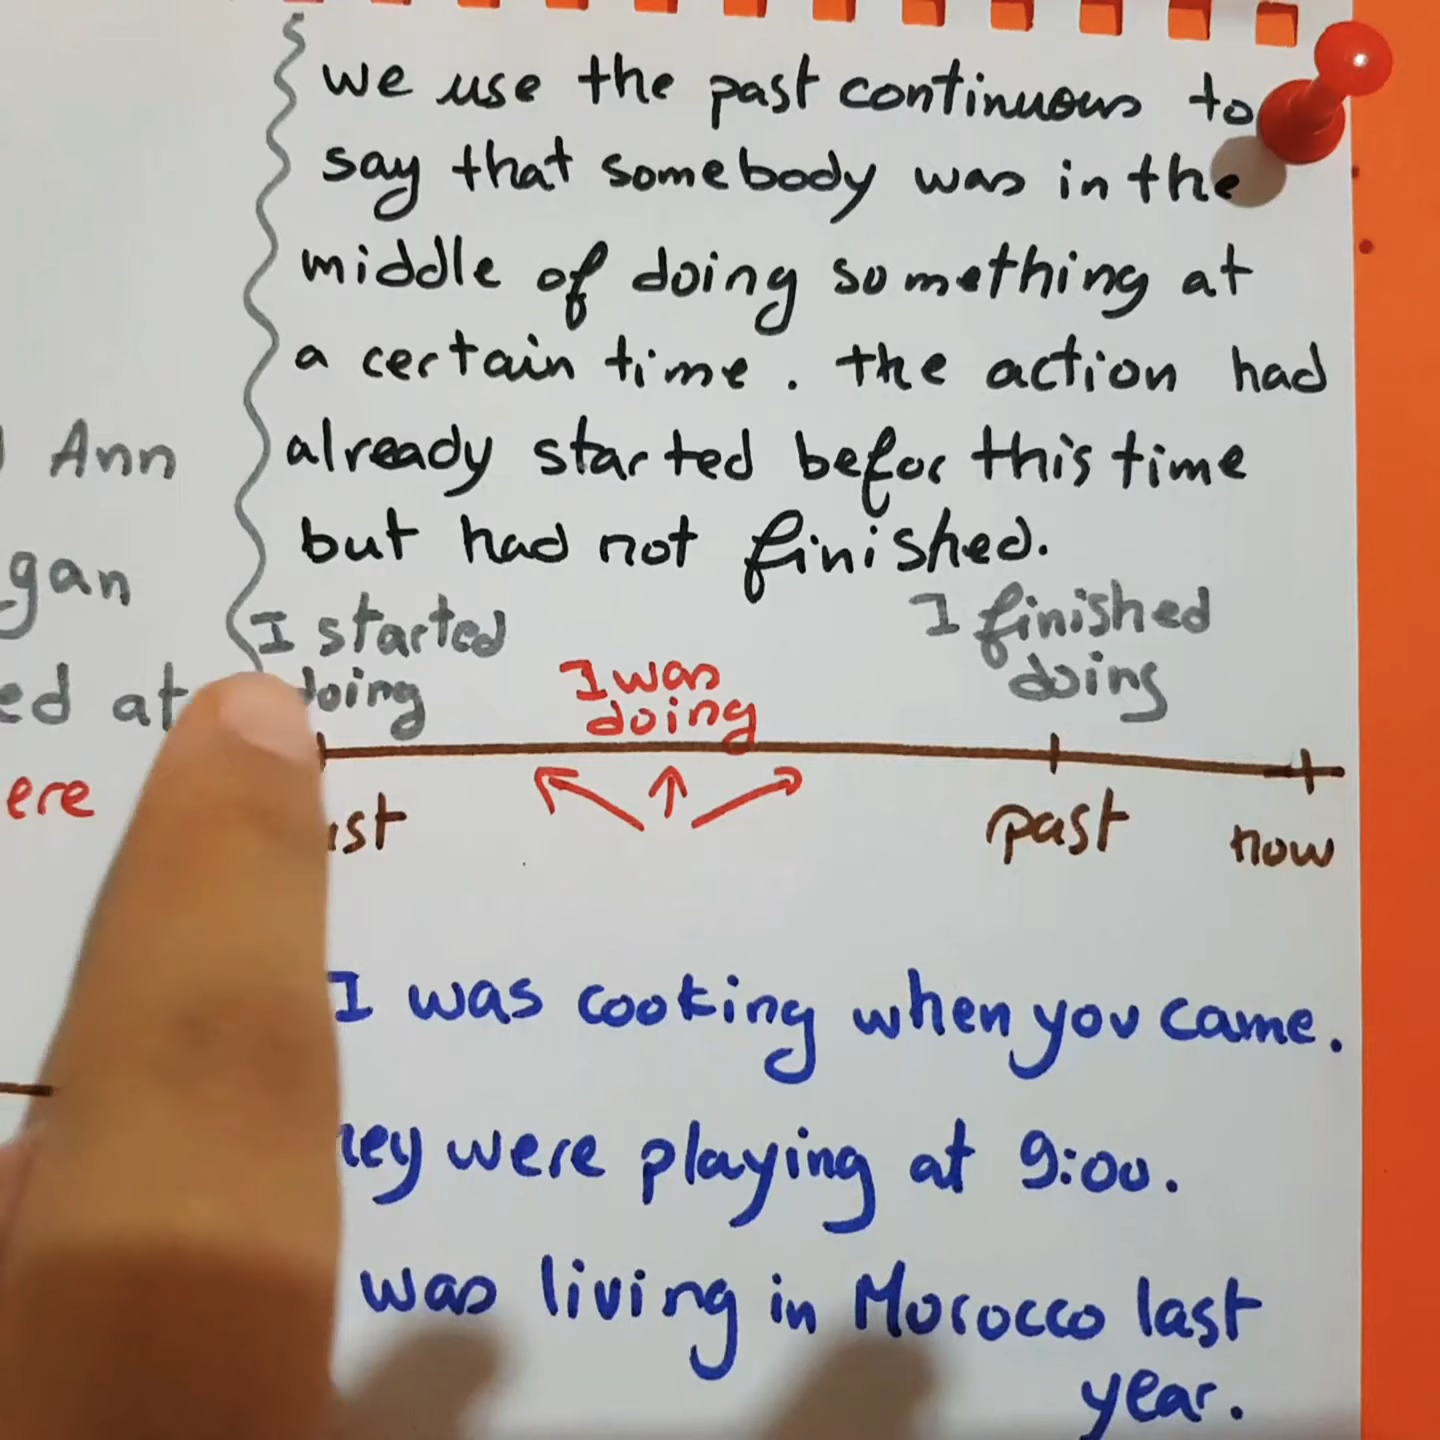 we use the past continuous to
say that somebody was in the
middle of doing something at
a certain time. the action had
already started befor this time
but had not finished.
I started
doing
I was
doing
I finished
doing
past
now
I was cooking when you came.
were playing at 9:00.
was living in Morocco last
year.
Ann
ed at
ere